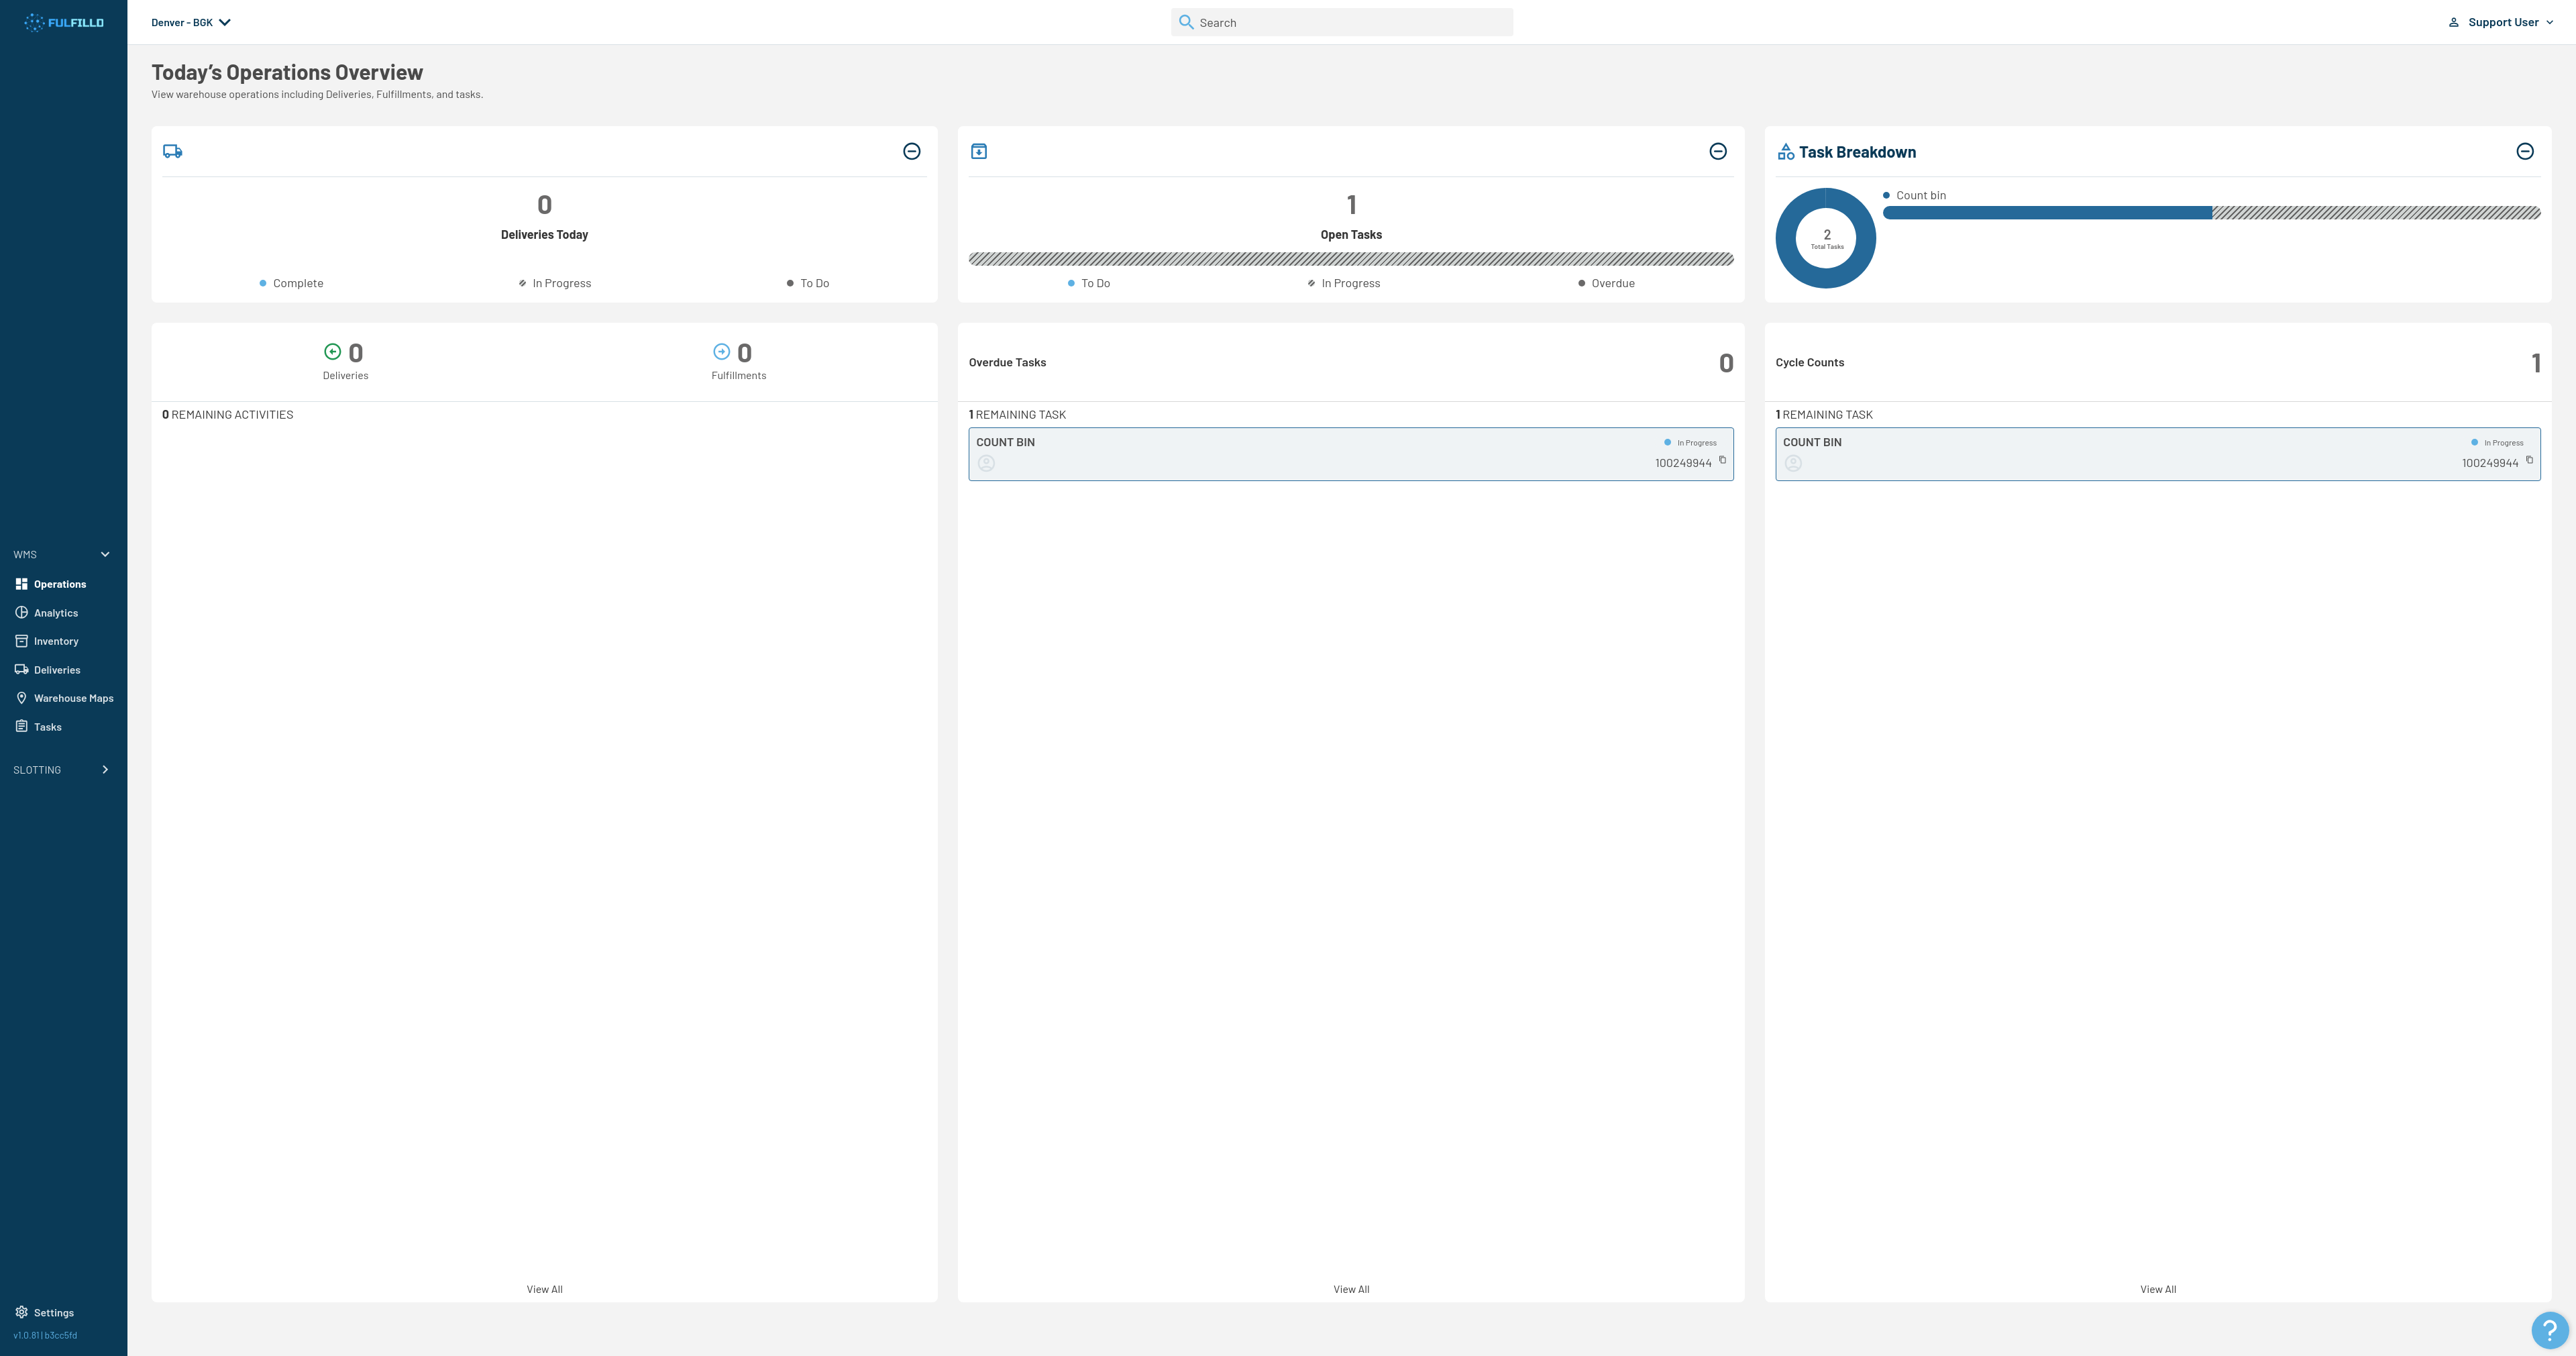 FULFILLD
Denver - BGK
Search
Support User
Today's Operations Overview
View warehouse operations including Deliveries, Fulfillments, and tasks.
0
Deliveries Today
Complete
In Progress
To Do
1
Open Tasks
To Do
In Progress
Overdue
Task Breakdown
2
Total Tasks
Count bin
0
Deliveries
0
Fulfillments
0 REMAINING ACTIVITIES
View All
Overdue Tasks
0
1 REMAINING TASK
COUNT BIN
In Progress
100249944
View All
Cycle Counts
1
1 REMAINING TASK
COUNT BIN
In Progress
100249944
View All
WMS
Operations
Analytics
Inventory
Deliveries
Warehouse Maps
Tasks
SLOTTING
Settings
v1.0.81 | b3cc5fd
?